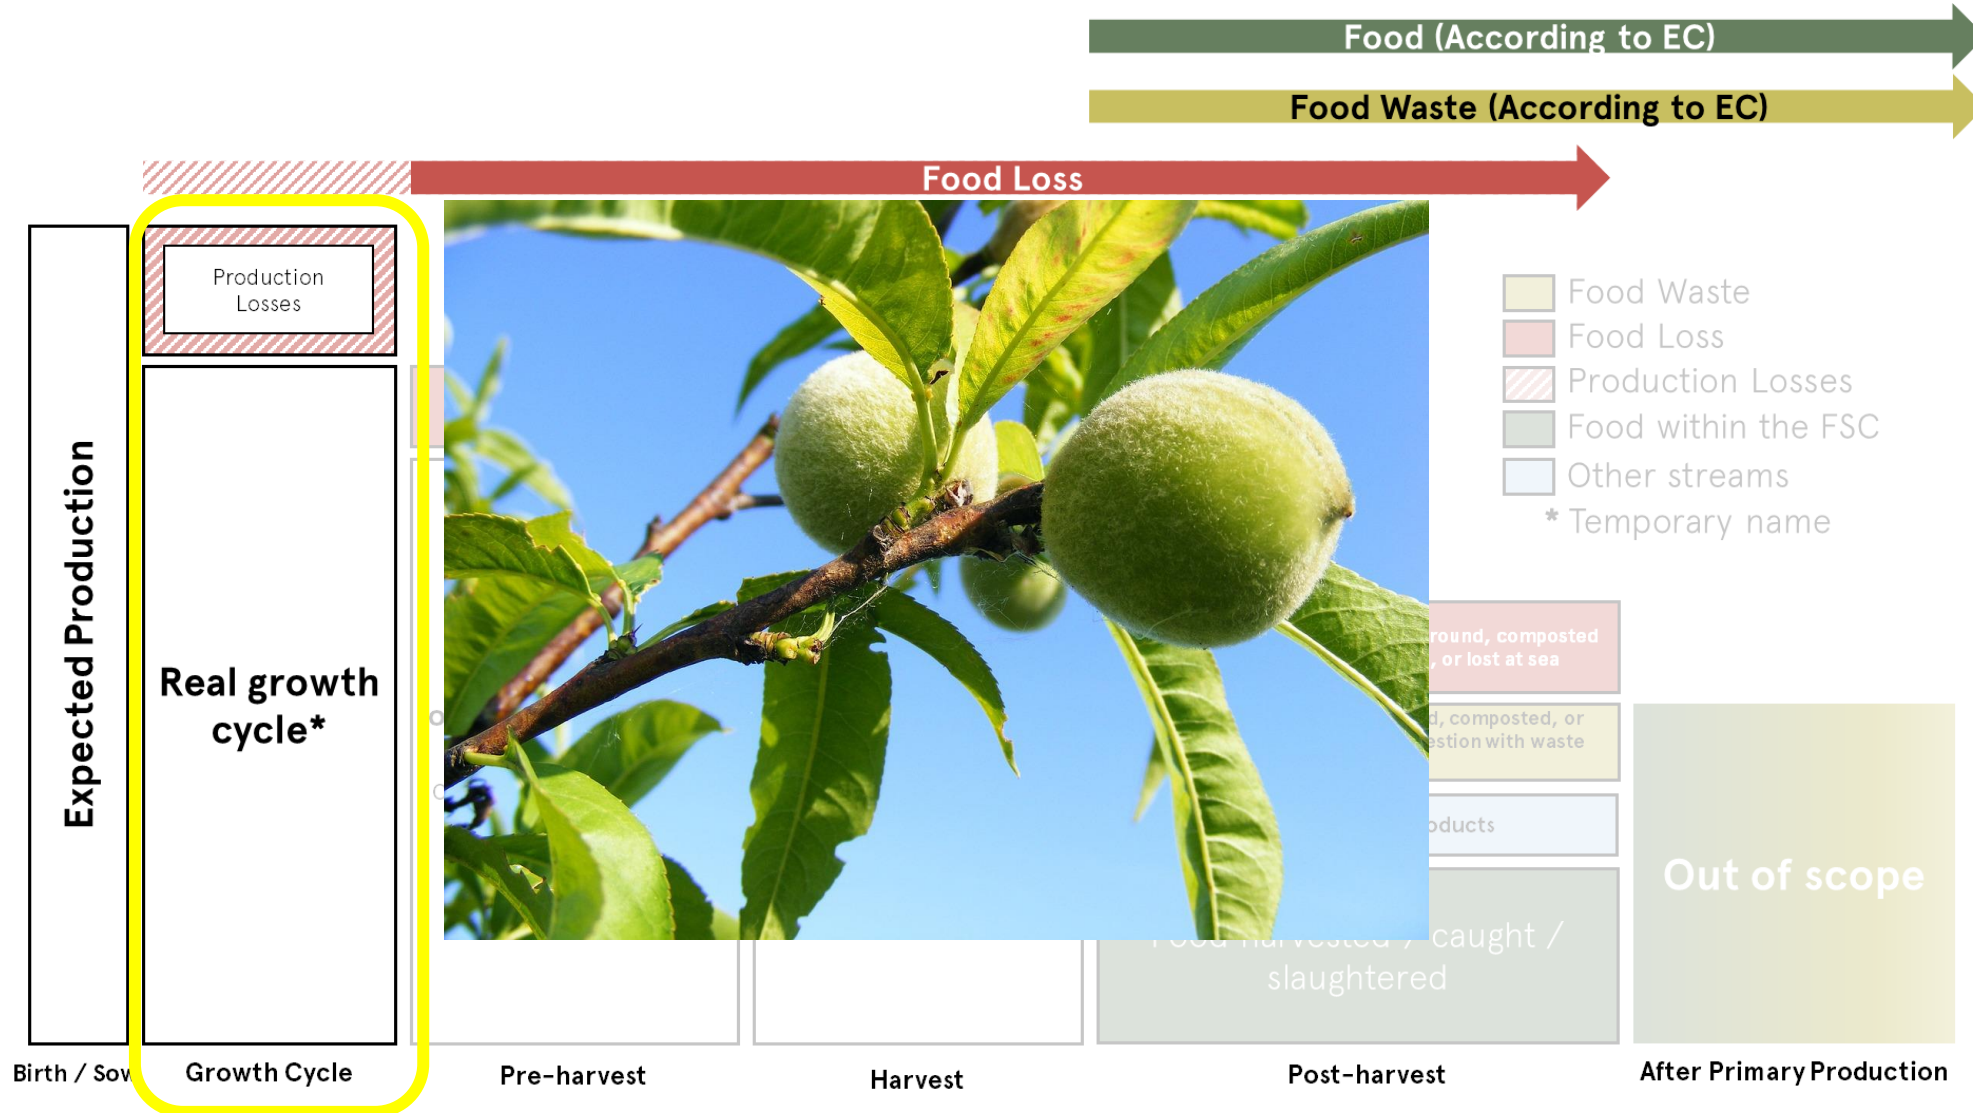 Food (According to EC)
Food Waste (According to EC)
Food Loss
Production
Losses
Expected Production
Real growth
cycle*
Food Waste
Food Loss
Production Losses
Food within the FSC
Other streams
* Temporary name
round, composted
, or lost at sea
d, composted, or
estion with waste
oducts
Food harvested / caught /
slaughtered
Out of scope
Birth / Sow
Growth Cycle
Pre-harvest
Harvest
Post-harvest
After Primary Production